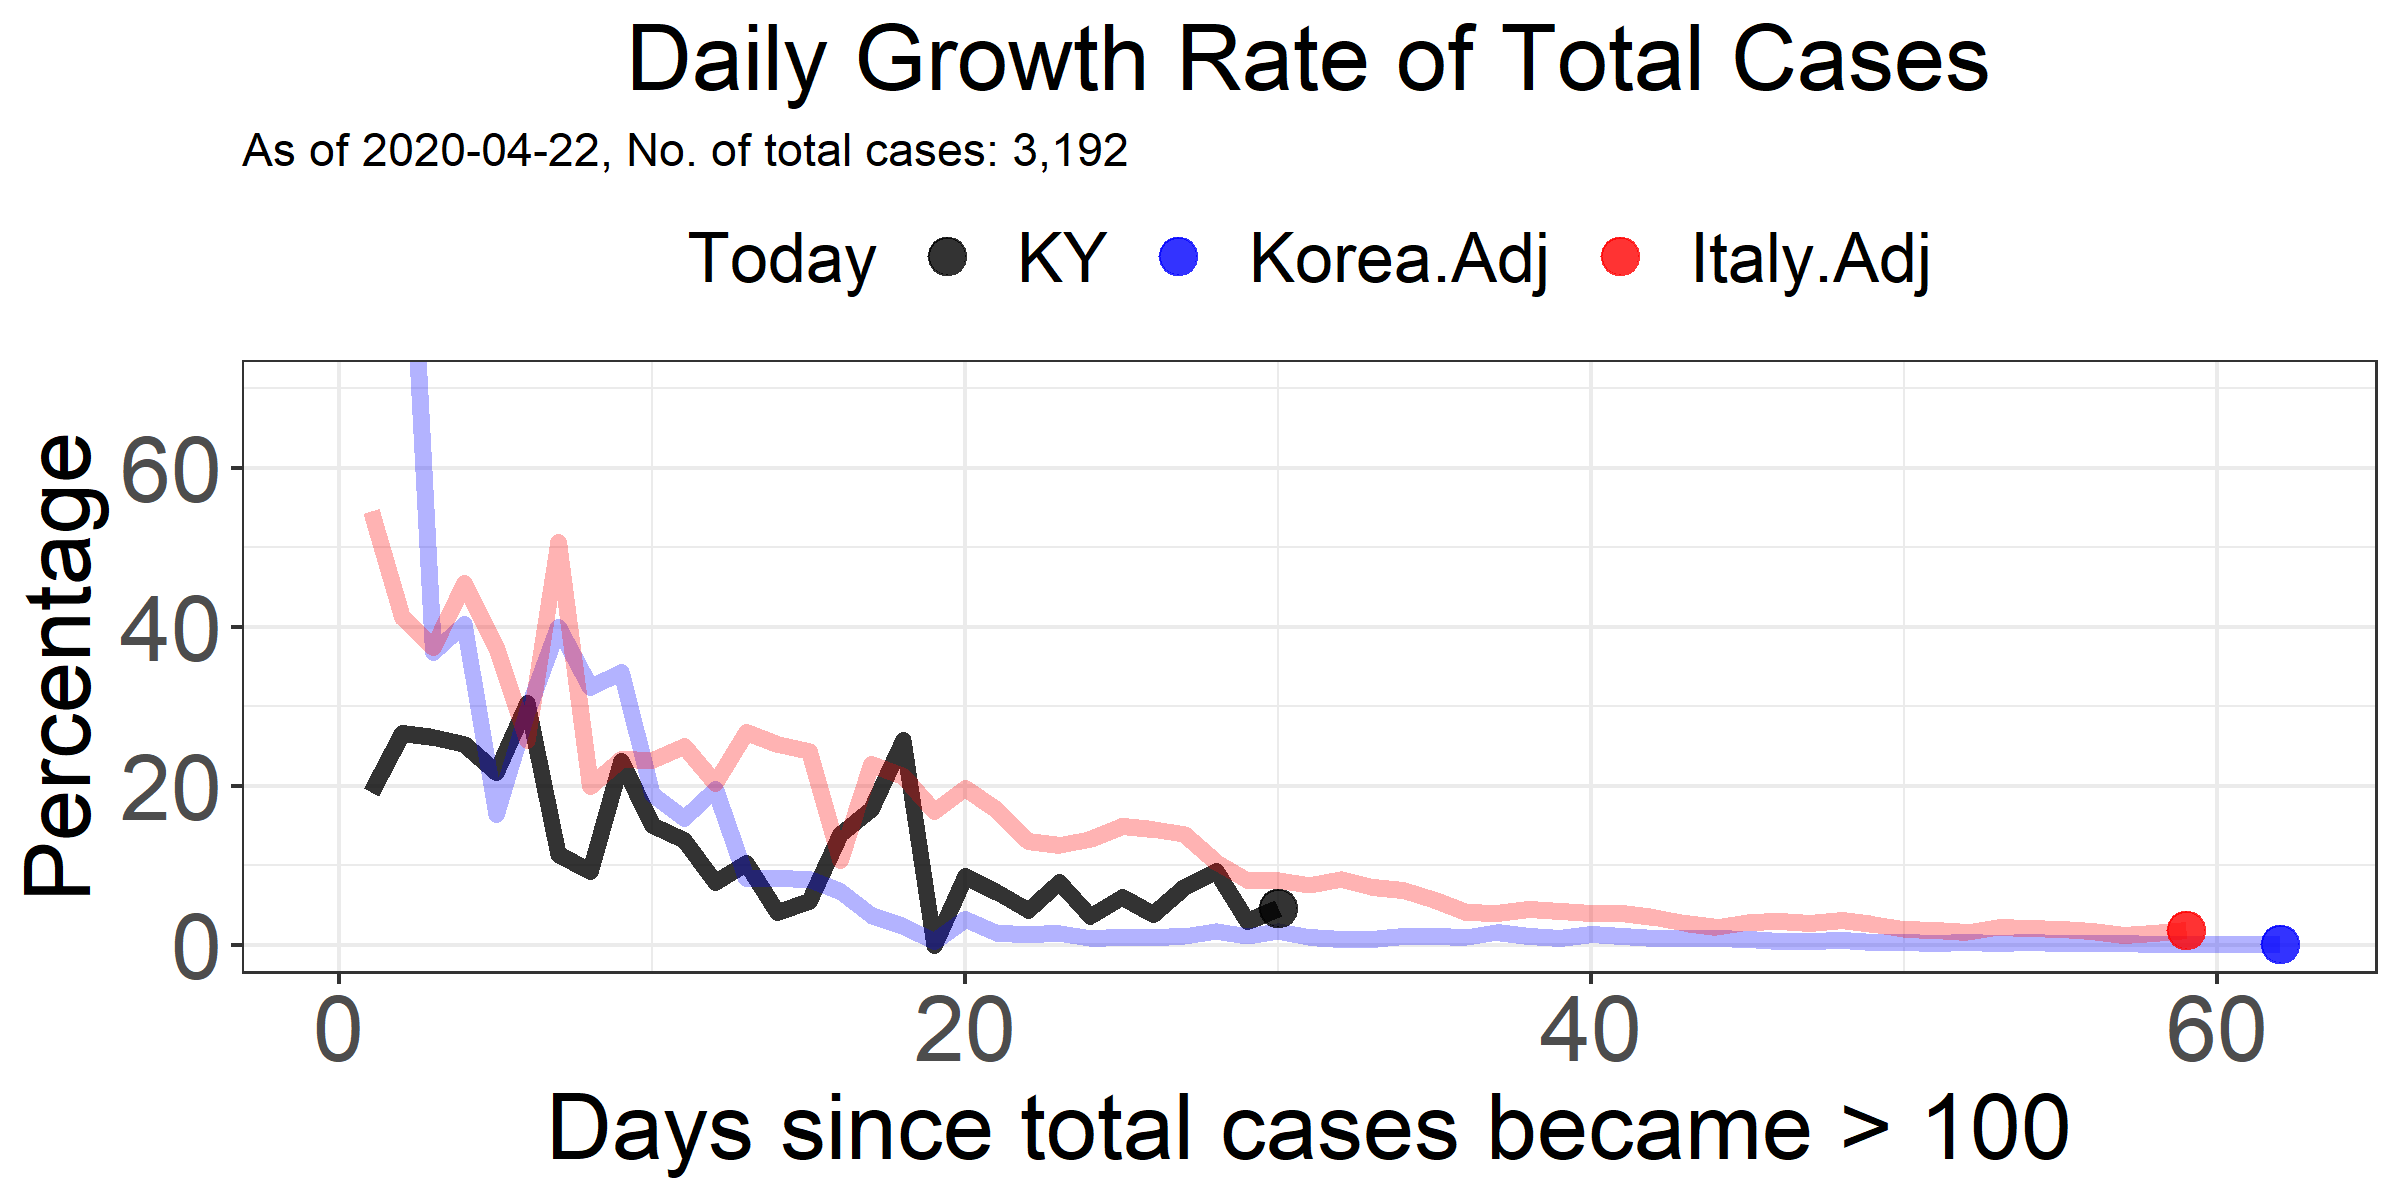 Daily Growth Rate of Total Cases
As of 2020-04-22, No. of total cases: 3,192
Today KY Korea.Adj Italy.Adj
Percentage
60
40
20
0
0 20 40 60
Days since total cases became > 100